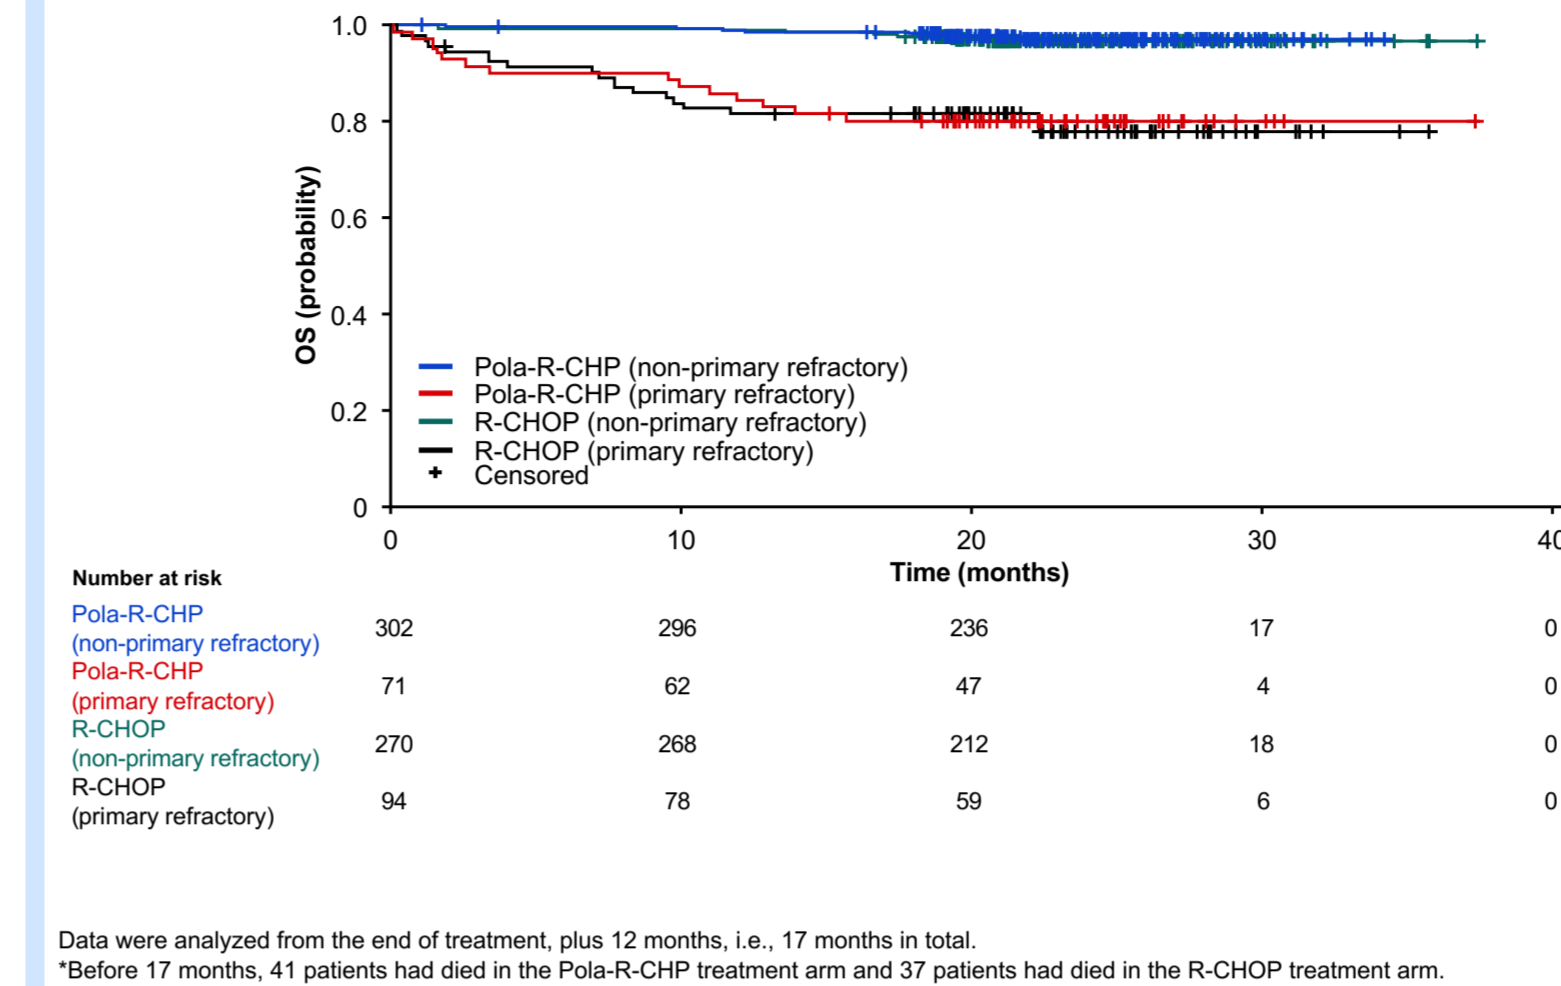 1.0
0.8
0.6
0.4
0.2
0
OS (probability)
Pola-R-CHP (non-primary refractory)
Pola-R-CHP (primary refractory)
R-CHOP (non-primary refractory)
R-CHOP (primary refractory)
Censored
0 10 20 30 40
Time (months)
Number at risk
Pola-R-CHP
(non-primary refractory) 302 296 236 17 0
Pola-R-CHP
(primary refractory) 71 62 47 4 0
R-CHOP
(non-primary refractory) 270 268 212 18 0
R-CHOP
(primary refractory) 94 78 59 6 0
Data were analyzed from the end of treatment, plus 12 months, i.e., 17 months in total.
*Before 17 months, 41 patients had died in the Pola-R-CHP treatment arm and 37 patients had died in the R-CHOP treatment arm.